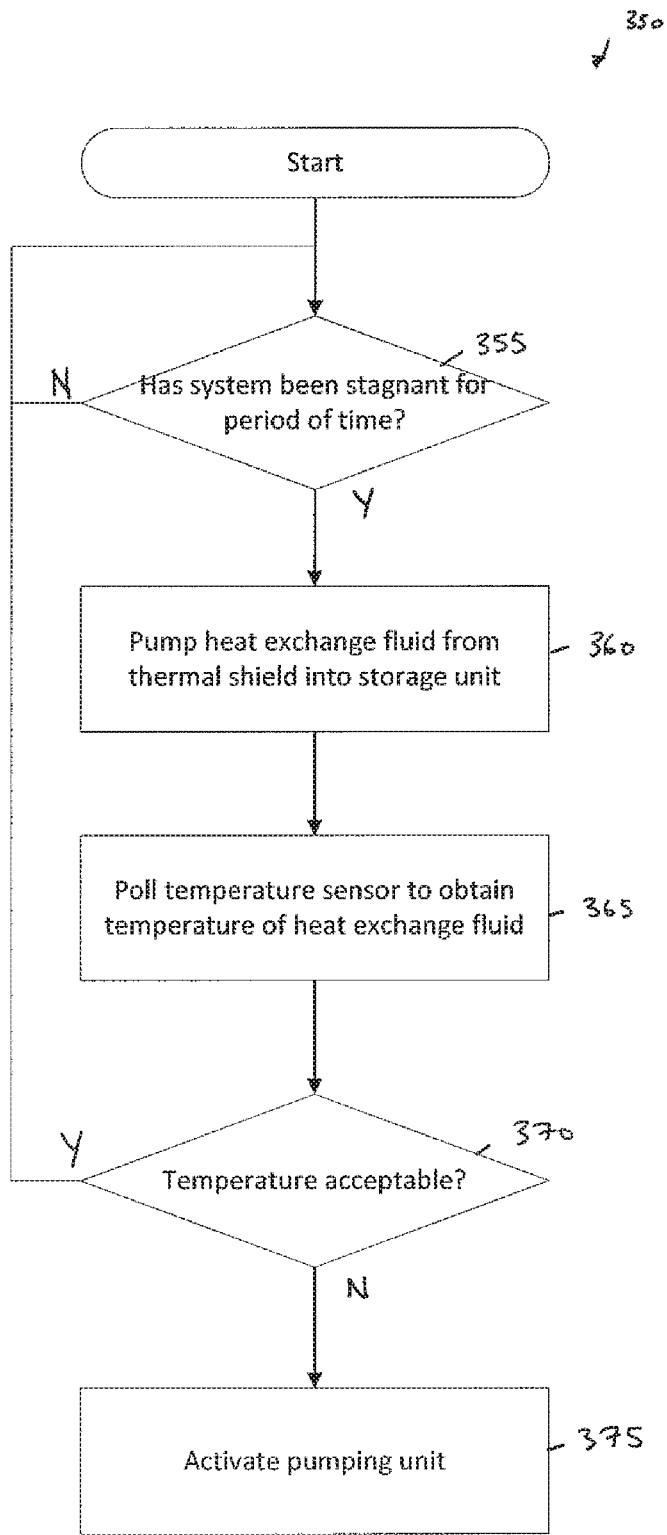 350
Start
355
Has system been stagnant for
period of time?
N
Y
Pump heat exchange fluid from
thermal shield into storage unit
360
Poll temperature sensor to obtain
temperature of heat exchange fluid
365
370
Y
Temperature acceptable?
N
Activate pumping unit
375